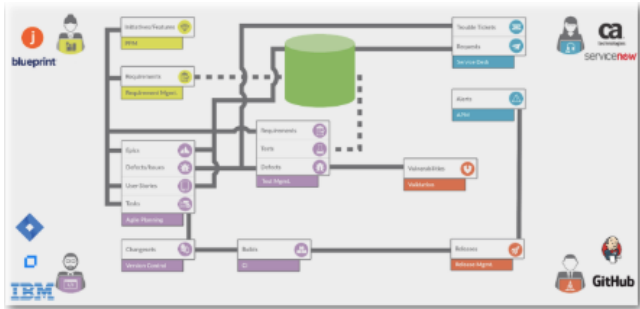 blueprint
Initiatives/Features
PPM
Requirements
Requirement Mgmt.
Epics
Defects/Issues
User Stories
Tasks
Agile Planning
Changesets
Version Control
IBM
Requirements
Tests
Defects
Test Mgmt
Builds
CI
Trouble Tickets
Requests
Service Desk
Alerts
APM
Vulnerabilities
Releases
Release Mgmt
ca
technologies
servicenow
GitHub